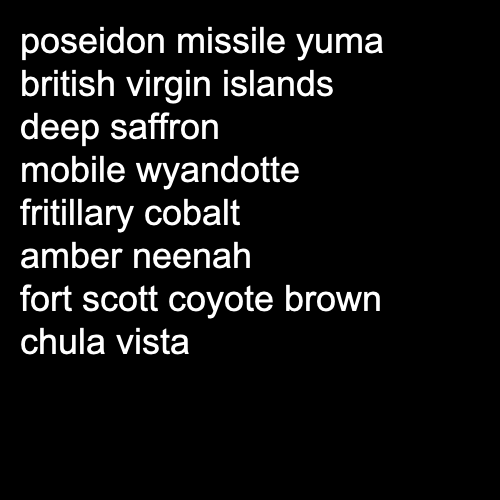 poseidon missile yuma
british virgin islands
deep saffron
mobile wyandotte
fritillary cobalt
amber neenah
fort scott coyote brown
chula vista